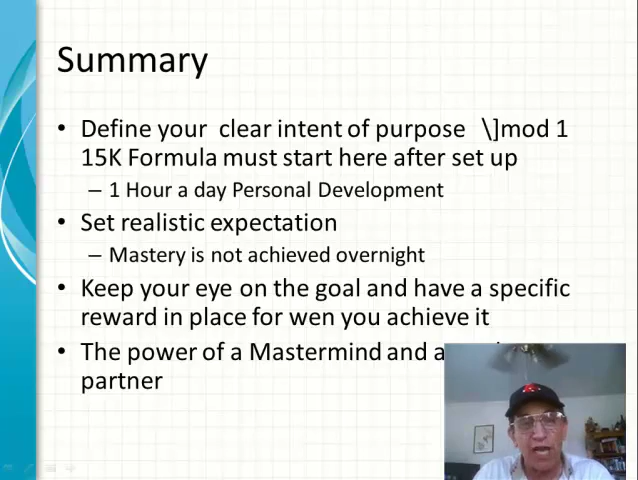 Summary
• Define your clear intent of purpose \]mod 1
15K Formula must start here after set up
– 1 Hour a day Personal Development
• Set realistic expectation
– Mastery is not achieved overnight
• Keep your eye on the goal and have a specific
reward in place for wen you achieve it
• The power of a Mastermind and
partner